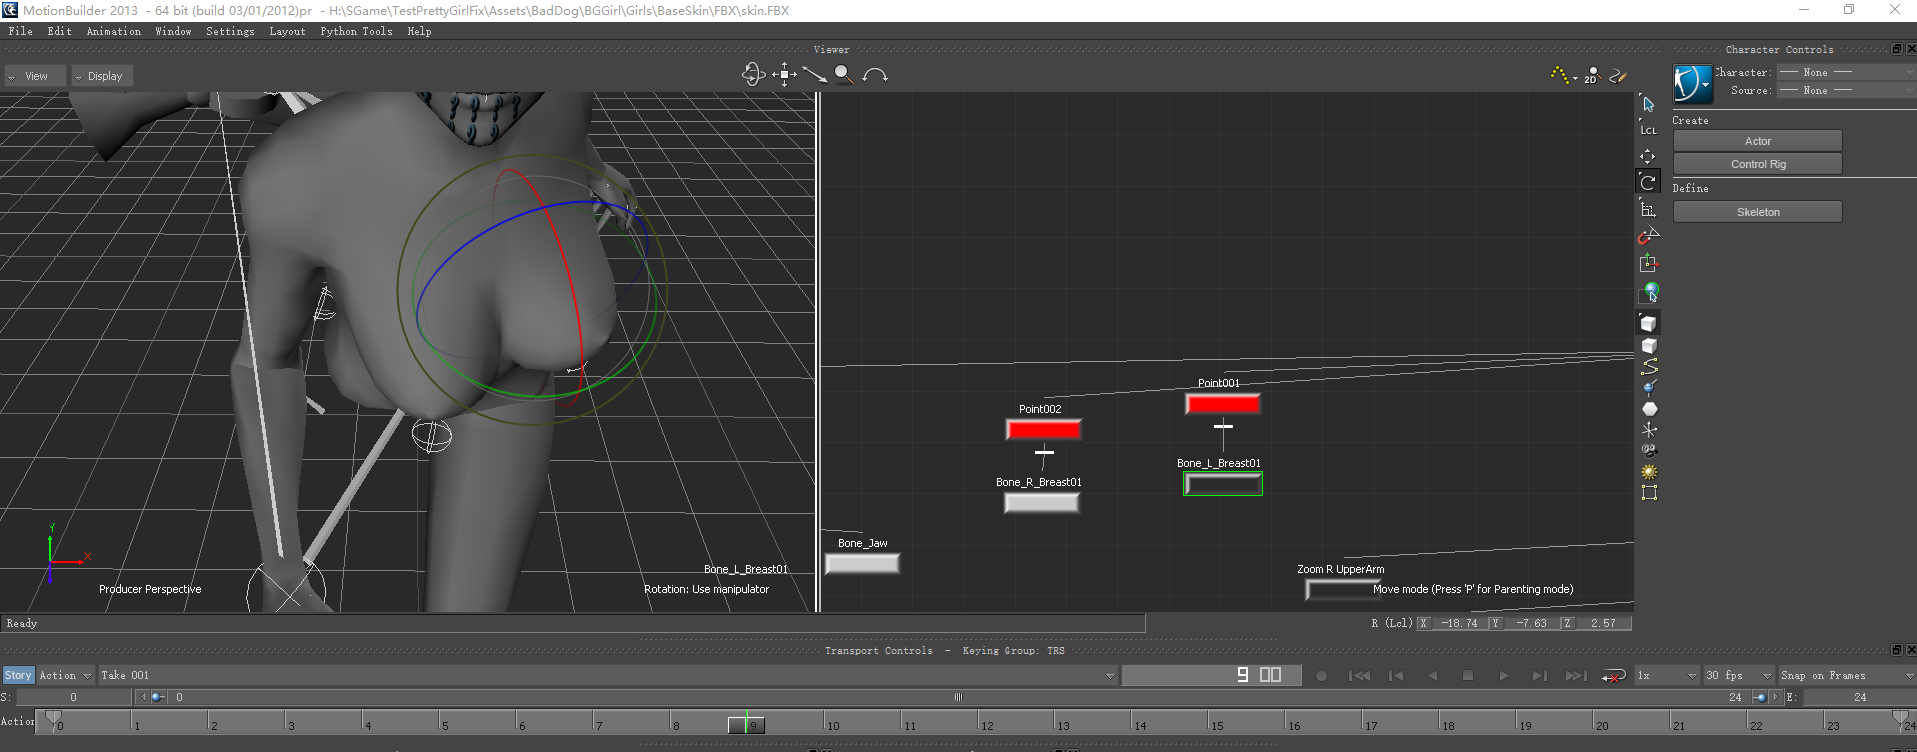 MotionBuilder 2013 - 64 bit (build 03/01/2012)pr - H:\SGame\TestPrettyGirlFix\Assets\BadDog\BGGirl\Girls\BaseSkin\FBX\skin.FBX
File Edit Animation Window Settings Layout Python Tools Help
Viewer
Character Controls
View Display
2D
Character: None
Source: None
LCL
Create
Actor
Control Rig
Define
Skeleton
Point001
Point002
Bone_L_Breast01
Bone_R_Breast01
Bone_Jaw
Y
X
Bone_L_Breast01
Zoom R UpperArm
Producer Perspective
Rotation: Use manipulator
Move mode (Press 'P' for Parenting mode)
Ready
R (Lcl) X -18.74 Y -7.63 Z 2.57
Transport Controls - Keying Group: TRS
Story Action Take 001 9 00 1x 30 fps Snap on Frames
S: 0 0 24 E: 24
Action 0 1 2 3 4 5 6 7 8 9 10 11 12 13 14 15 16 17 18 19 20 21 22 23 24